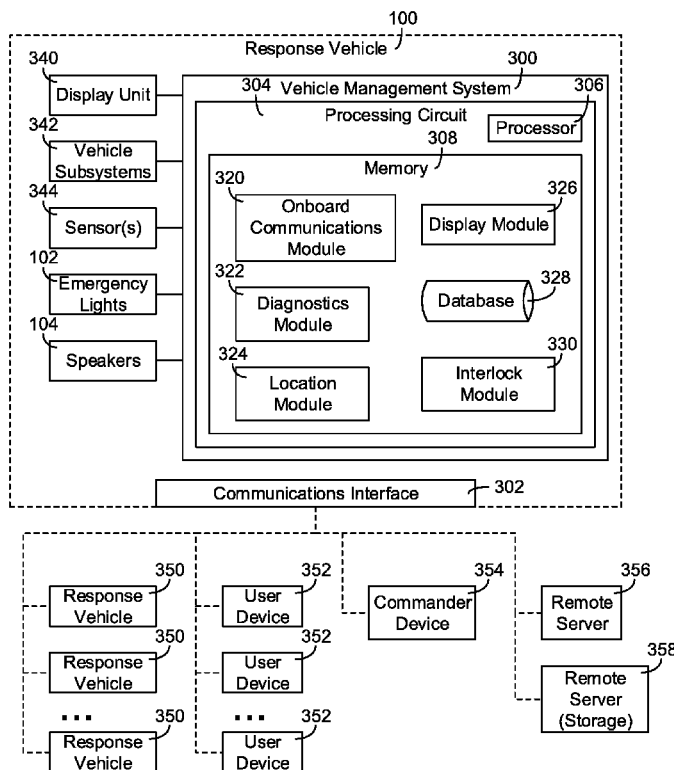 100
Response Vehicle
340
Display Unit
300
Vehicle Management System
304
306
Processing Circuit
Processor
342
Vehicle
Subsystems
308
Memory
344
Sensor(s)
320
Onboard
Communications
Module
326
Display Module
102
Emergency
Lights
322
Diagnostics
Module
Database
328
104
Speakers
324
Location
Module
330
Interlock
Module
Communications Interface
302
350
Response
Vehicle
352
User
Device
354
Commander
Device
356
Remote
Server
350
Response
Vehicle
352
User
Device
358
Remote
Server
(Storage)
...
350
Response
Vehicle
...
352
User
Device